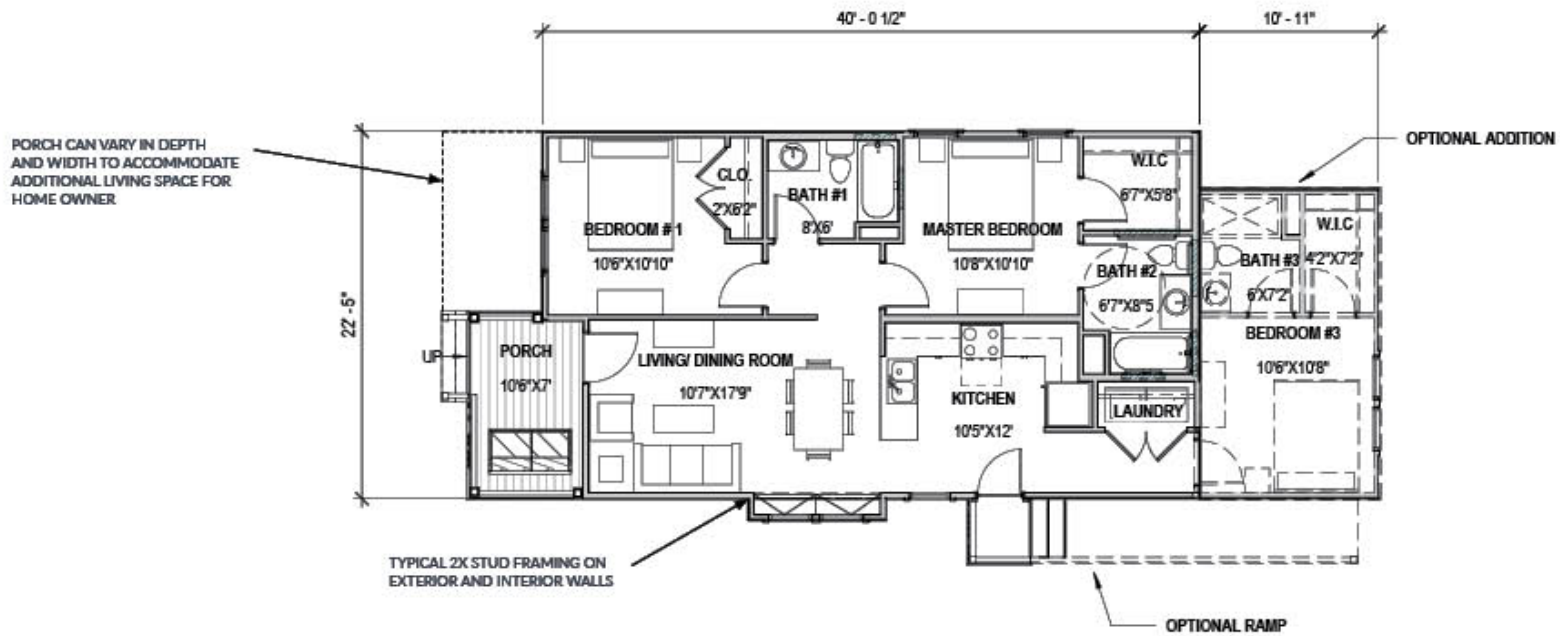 40' - 0 1/2"
10' - 11"
PORCH CAN VARY IN DEPTH
AND WIDTH TO ACCOMMODATE
ADDITIONAL LIVING SPACE FOR
HOME OWNER
OPTIONAL ADDITION
22' - 5"
BEDROOM # 1
10'6"X10'10"
CLO.
2'X6'2"
BATH #1
8'X6'
MASTER BEDROOM
10'8"X10'10"
W.I.C
6'7"X5'8"
BATH #2
6'7"X8'5
BATH #3
6'X7'2"
W.I.C
4'2"X7'2"
BEDROOM #3
10'6"X10'8"
UP
PORCH
10'6"X7'
LIVING/ DINING ROOM
10'7"X17'9"
KITCHEN
10'5"X12'
LAUNDRY
TYPICAL 2X STUD FRAMING ON
EXTERIOR AND INTERIOR WALLS
OPTIONAL RAMP